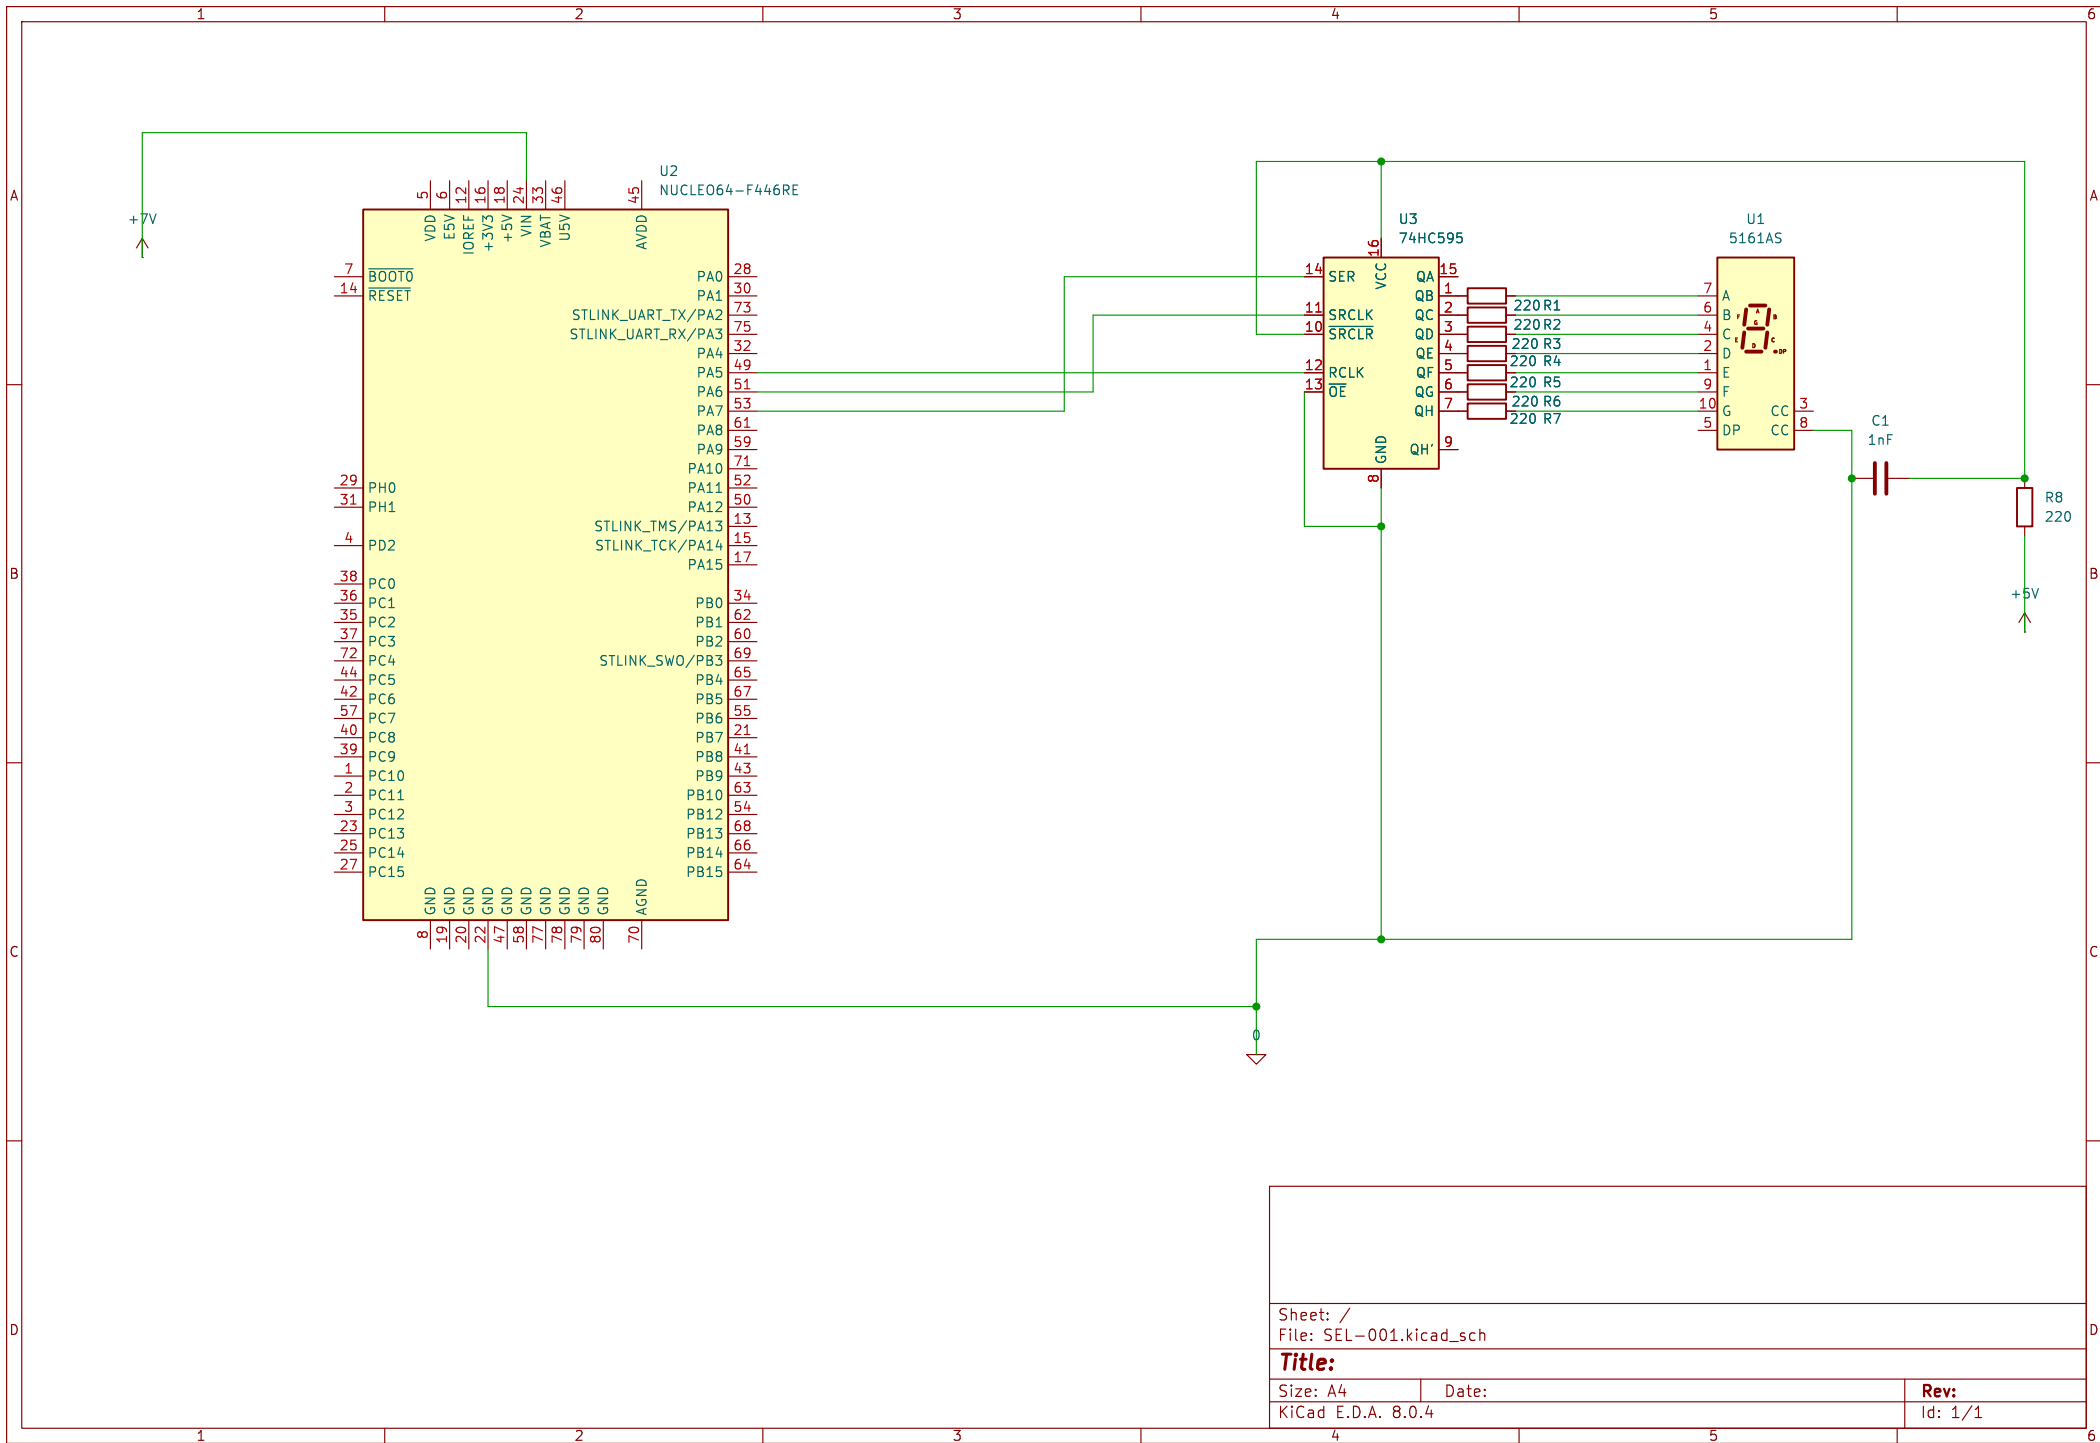 1 2 3 4 5 6
A
B
C
D
A
B
C
D
1 2 3 4 5 6
+7V
U2
NUCLEO64-F446RE
5 6 12 16 18 24 33 46 45
VDD E5V IOREF +3V3 +5V VIN VBAT U5V AVDD
7 BOOT0
14 RESET
29 PH0
31 PH1
4 PD2
38 PC0
36 PC1
35 PC2
37 PC3
72 PC4
44 PC5
42 PC6
57 PC7
40 PC8
39 PC9
1 PC10
2 PC11
3 PC12
23 PC13
25 PC14
27 PC15
PA0 28
PA1 30
STLINK_UART_TX/PA2 73
STLINK_UART_RX/PA3 75
PA4 32
PA5 49
PA6 51
PA7 53
PA8 61
PA9 59
PA10 71
PA11 52
PA12 50
STLINK_TMS/PA13 13
STLINK_TCK/PA14 15
PA15 17
PB0 34
PB1 62
PB2 60
STLINK_SWO/PB3 69
PB4 65
PB5 67
PB6 55
PB7 21
PB8 41
PB9 43
PB10 63
PB12 54
PB13 68
PB14 66
PB15 64
GND GND GND GND GND GND GND GND GND GND AGND
8 19 20 22 47 58 77 78 79 80 70
U3
74HC595
16
VCC
14 SER
11 SRCLK
10 SRCLR
12 RCLK
13 OE
QA 15
QB 1
QC 2
QD 3
QE 4
QF 5
QG 6
QH 7
QH' 9
GND
8
220 R1
220 R2
220 R3
220 R4
220 R5
220 R6
220 R7
U1
5161AS
7 A
6 B
4 C
2 D
1 E
9 F
10 G
5 DP
A
F B
G
E C
D DP
CC 3
CC 8
C1
1nF
R8
220
+5V
0
Sheet: /
File: SEL-001.kicad_sch
Title:
Size: A4 Date: Rev:
KiCad E.D.A. 8.0.4 Id: 1/1